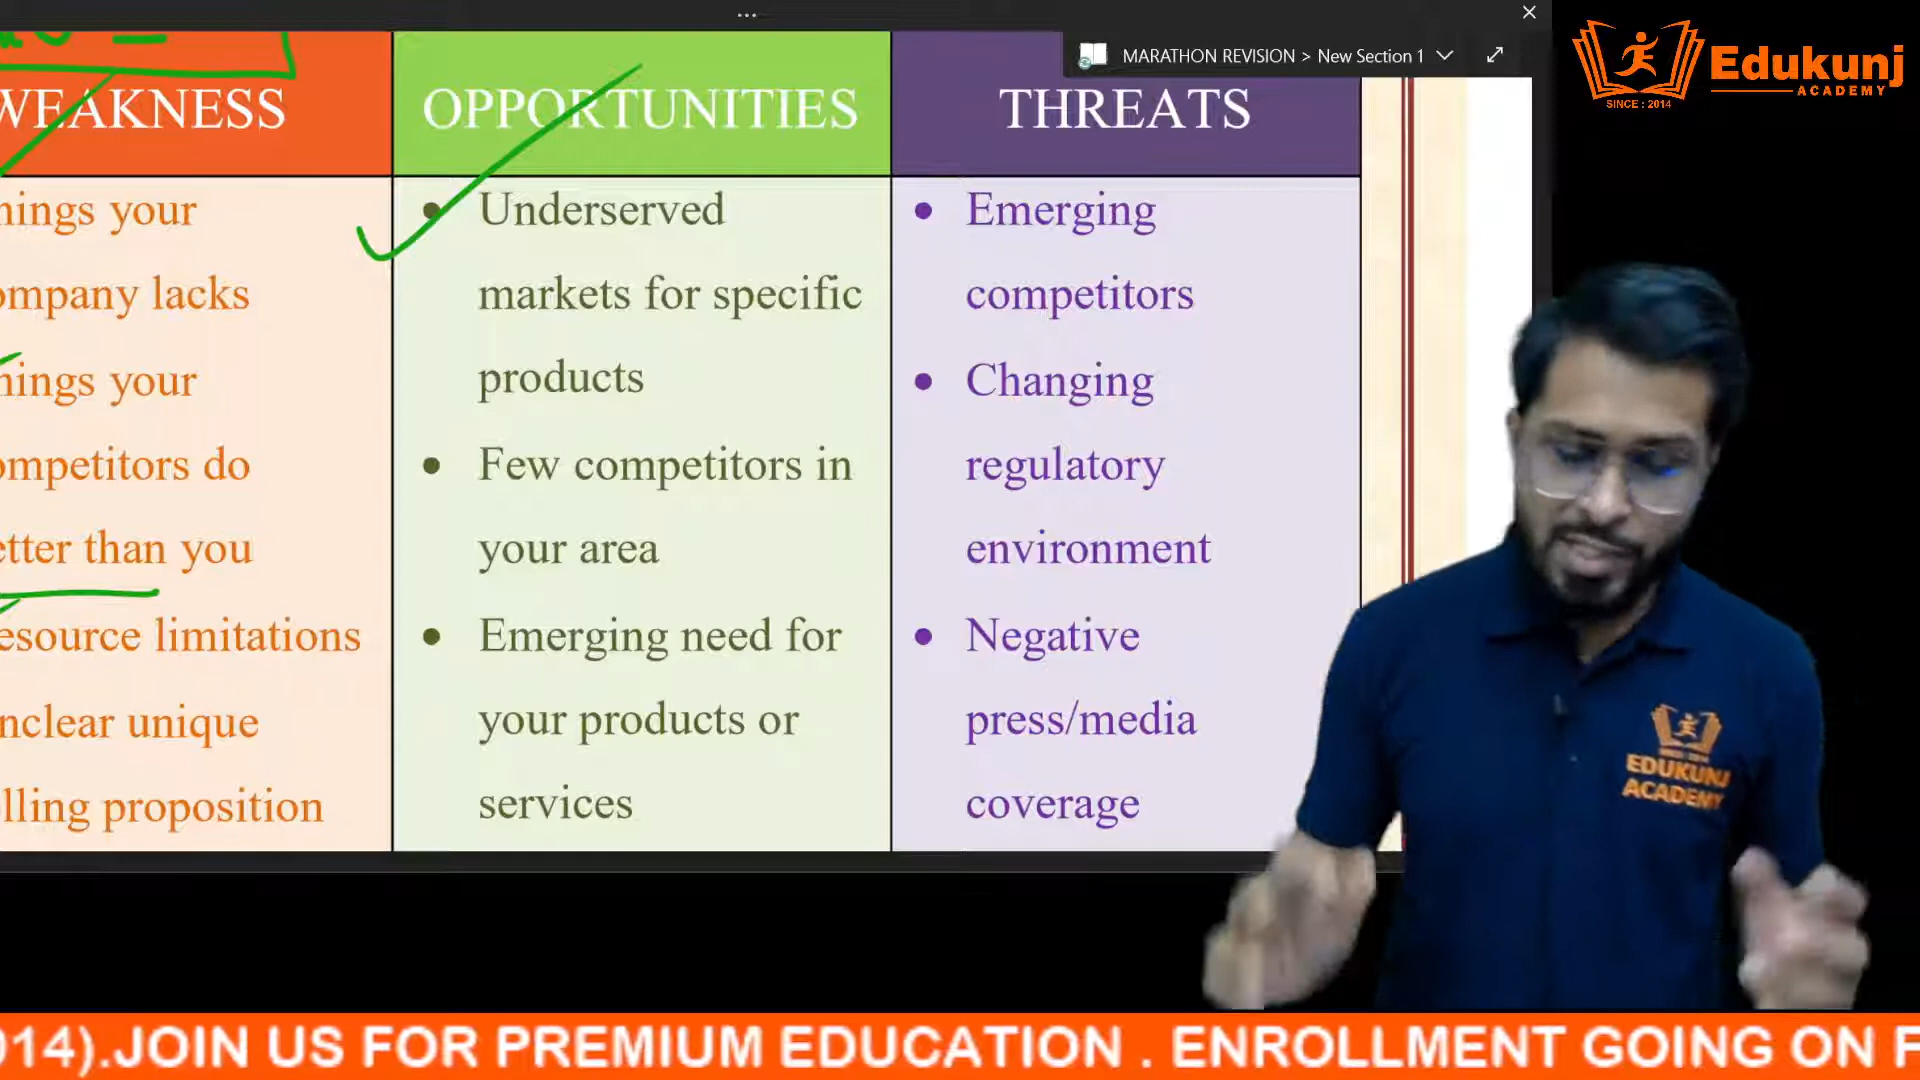 MARATHON REVISION > New Section 1
Edukunj
ACADEMY
SINCE : 2014
WEAKNESS
OPPORTUNITIES
THREATS
hings your
ompany lacks
hings your
ompetitors do
etter than you
esource limitations
nclear unique
lling proposition
• Underserved
markets for specific
products
• Few competitors in
your area
• Emerging need for
your products or
services
• Emerging
competitors
• Changing
regulatory
environment
• Negative
press/media
coverage
EDUKUNJ
ACADEMY
014).JOIN US FOR PREMIUM EDUCATION . ENROLLMENT GOING ON F